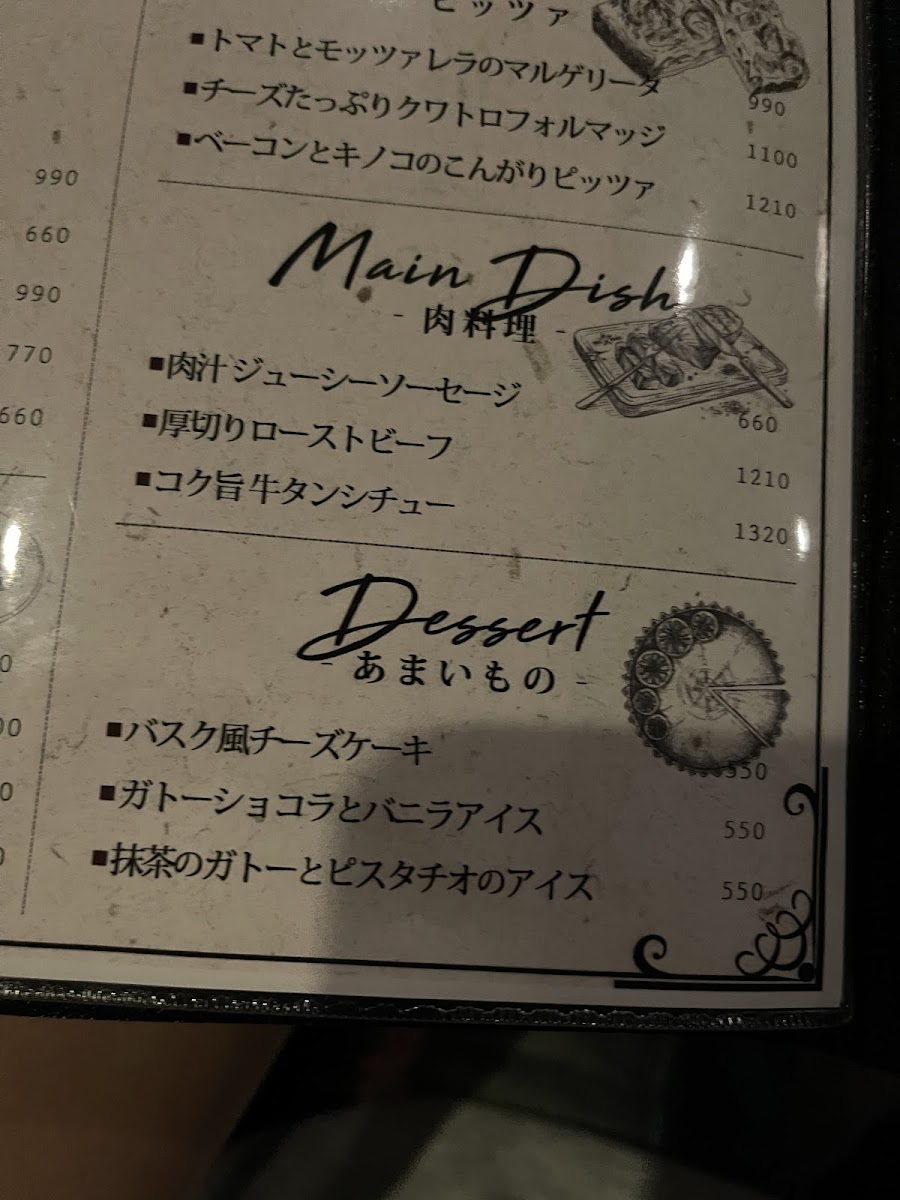 990
660
990
770
660
ピッツァ
■トマトとモッツァレラのマルゲリータ 990
■チーズたっぷりクワトロフォルマッジ 1100
■ベーコンとキノコのこんがりピッツァ 1210
Main Dish
- 肉料理 -
■肉汁ジューシーソーセージ 660
■厚切りローストビーフ 1210
■コク旨牛タンシチュー 1320
Dessert
- あまいもの -
■バスク風チーズケーキ 550
■ガトーショコラとバニラアイス 550
■抹茶のガトーとピスタチオのアイス 550